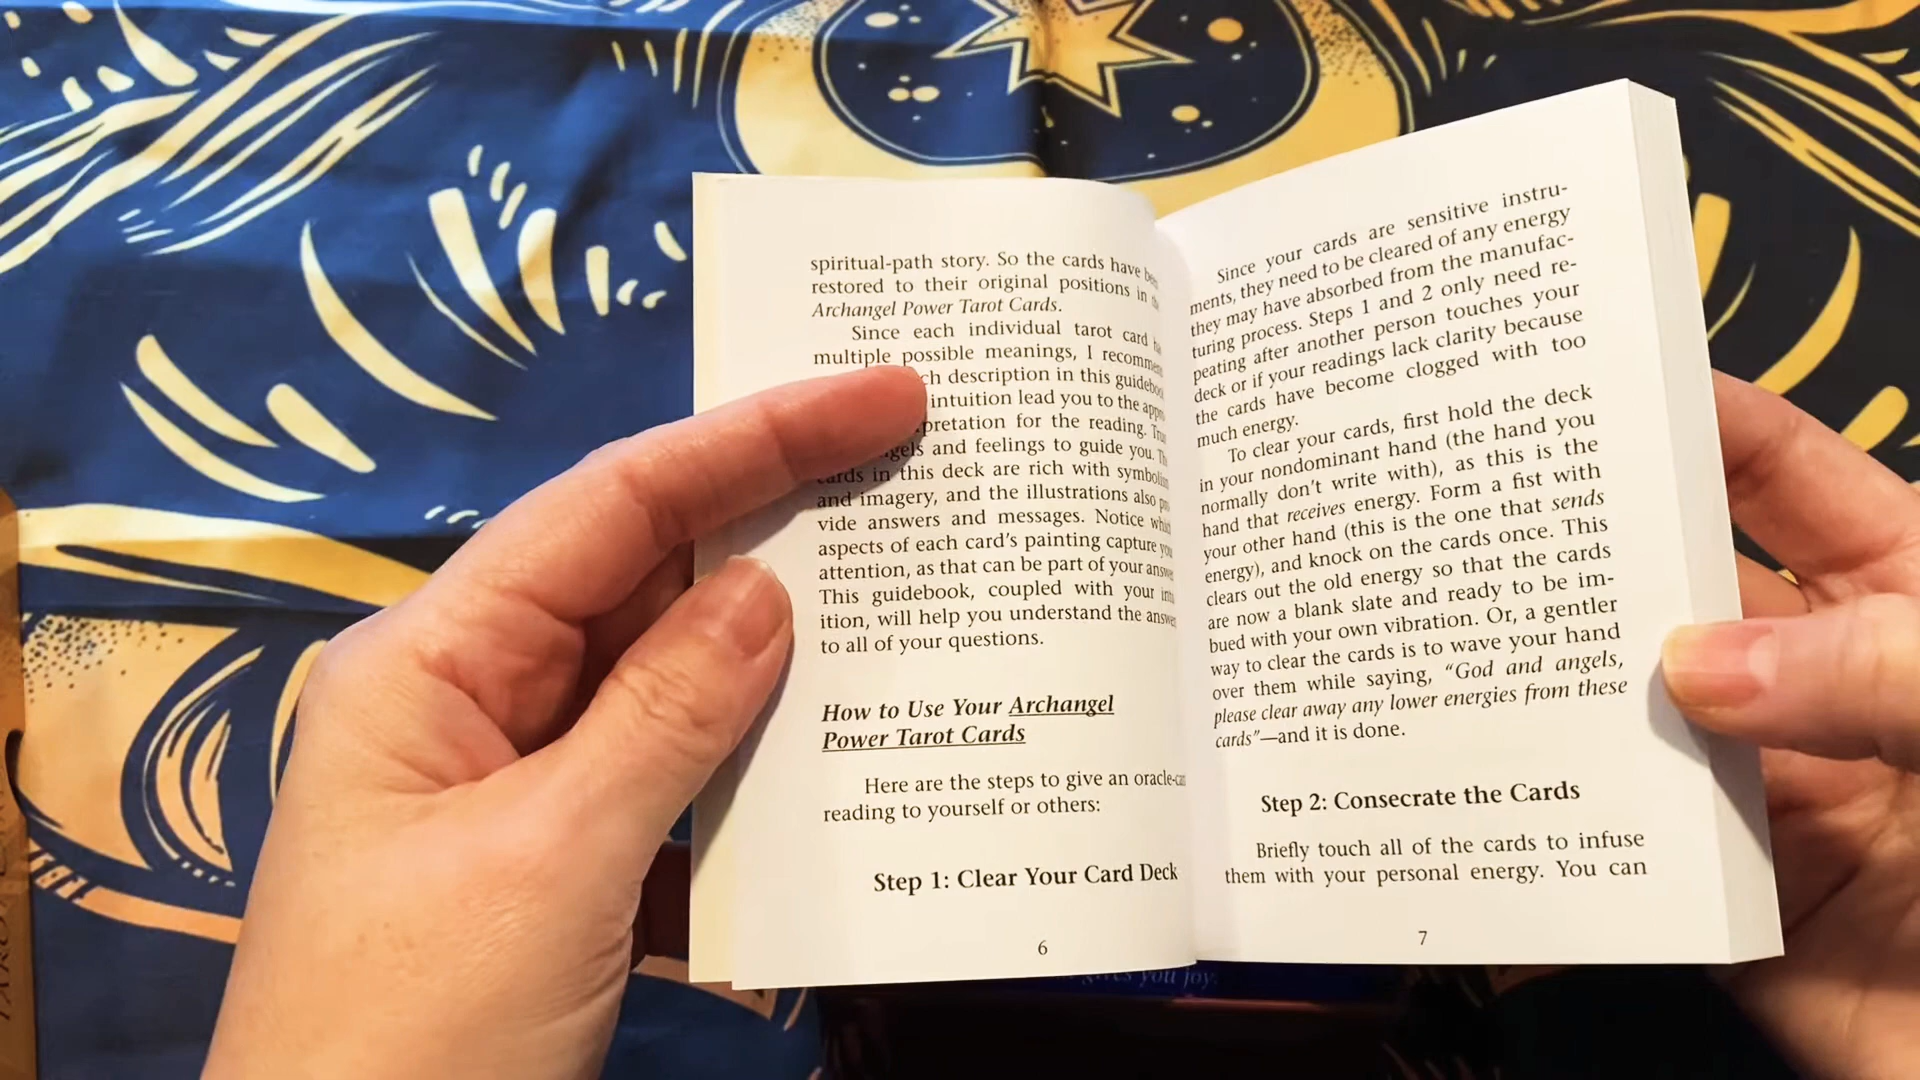 spiritual-path story. So the cards have
restored to their original positions in
Archangel Power Tarot Cards.
Since each individual tarot card
multiple possible meanings, I
description in this
intuition lead you to the
for the reading.
and feelings to guide you.
in this deck are rich with
and imagery, and the illustrations also
vide answers and messages. Notice
aspects of each card's painting capture
attention, as that can be part of your
This guidebook, coupled with your
ition, will help you understand the
to all of your questions.
How to Use Your Archangel
Power Tarot Cards
Here are the steps to give an
reading to yourself or others:
Step 1: Clear Your Card Deck
6
Since your cards are sensitive instru-
ments, they need to be cleared of any energy
they may have absorbed from the manufac-
turing process. Steps 1 and 2 only need re-
peating after another person touches your
deck or if your readings lack clarity because
the cards have become clogged with too
much energy.
To clear your cards, first hold the deck
in your nondominant hand (the hand you
normally don't write with), as this is the
hand that receives energy. Form a fist with
your other hand (this is the one that sends
energy), and knock on the cards once. This
clears out the old energy so that the cards
are now a blank slate and ready to be im-
bued with your own vibration. Or, a gentler
way to clear the cards is to wave your hand
over them while saying, "God and angels,
please clear away any lower energies from these
cards"—and it is done.
Step 2: Consecrate the Cards
Briefly touch all of the cards to infuse
them with your personal energy. You can
7
you joy.